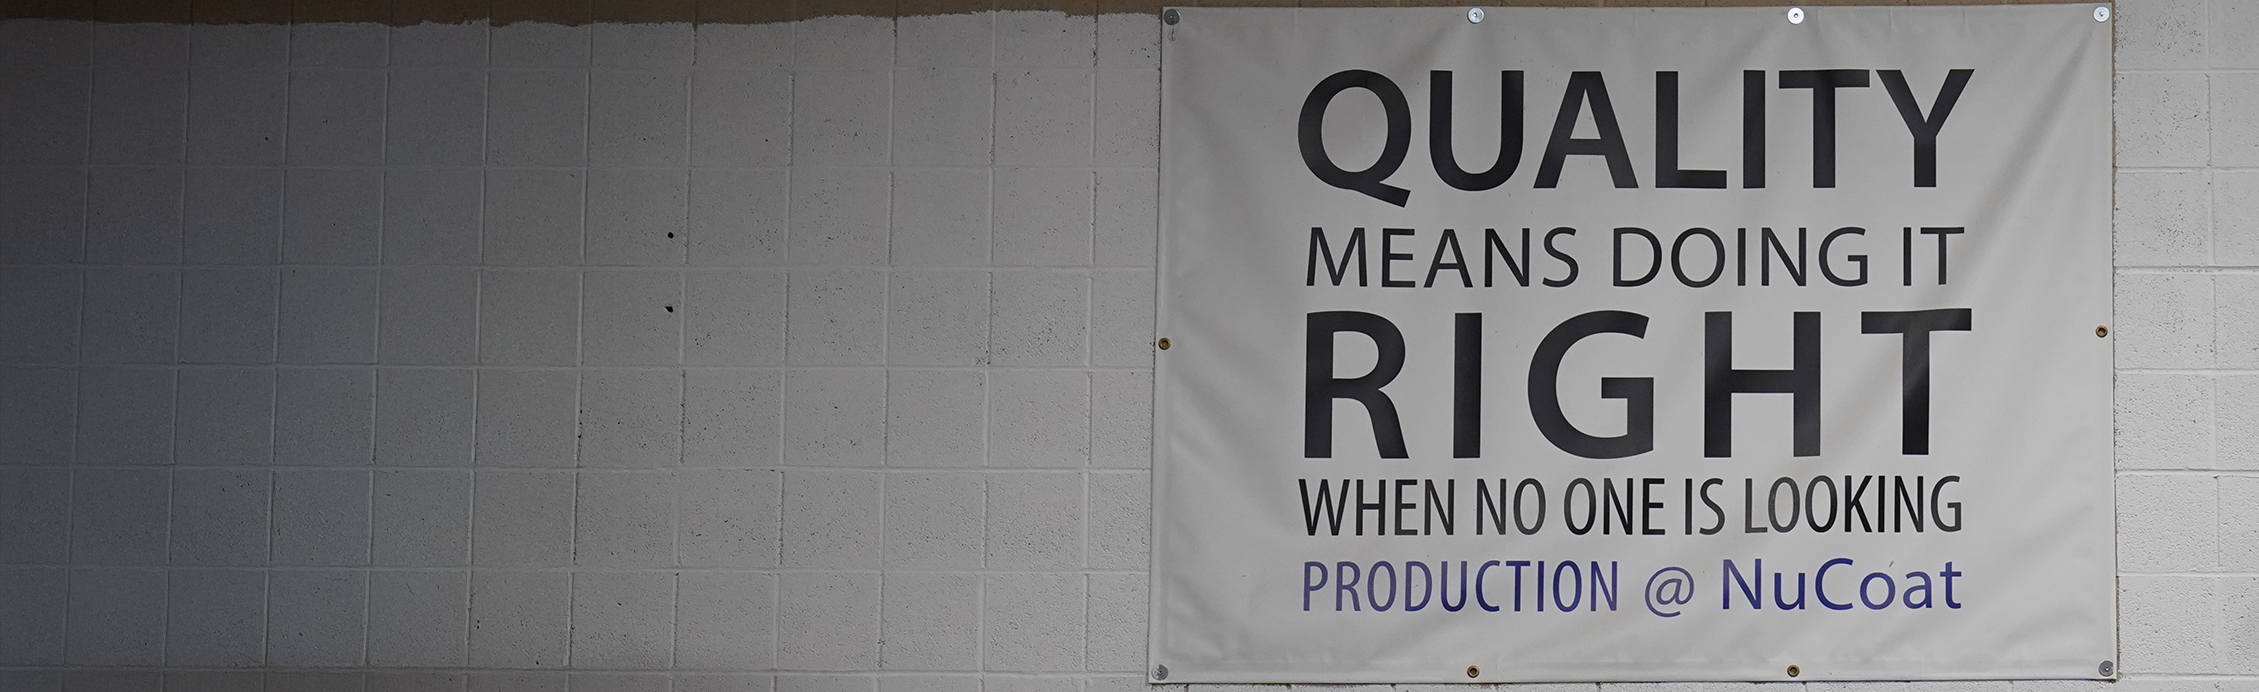 QUALITY
MEANS DOING IT
RIGHT
WHEN NO ONE IS LOOKING
PRODUCTION @ NuCoat